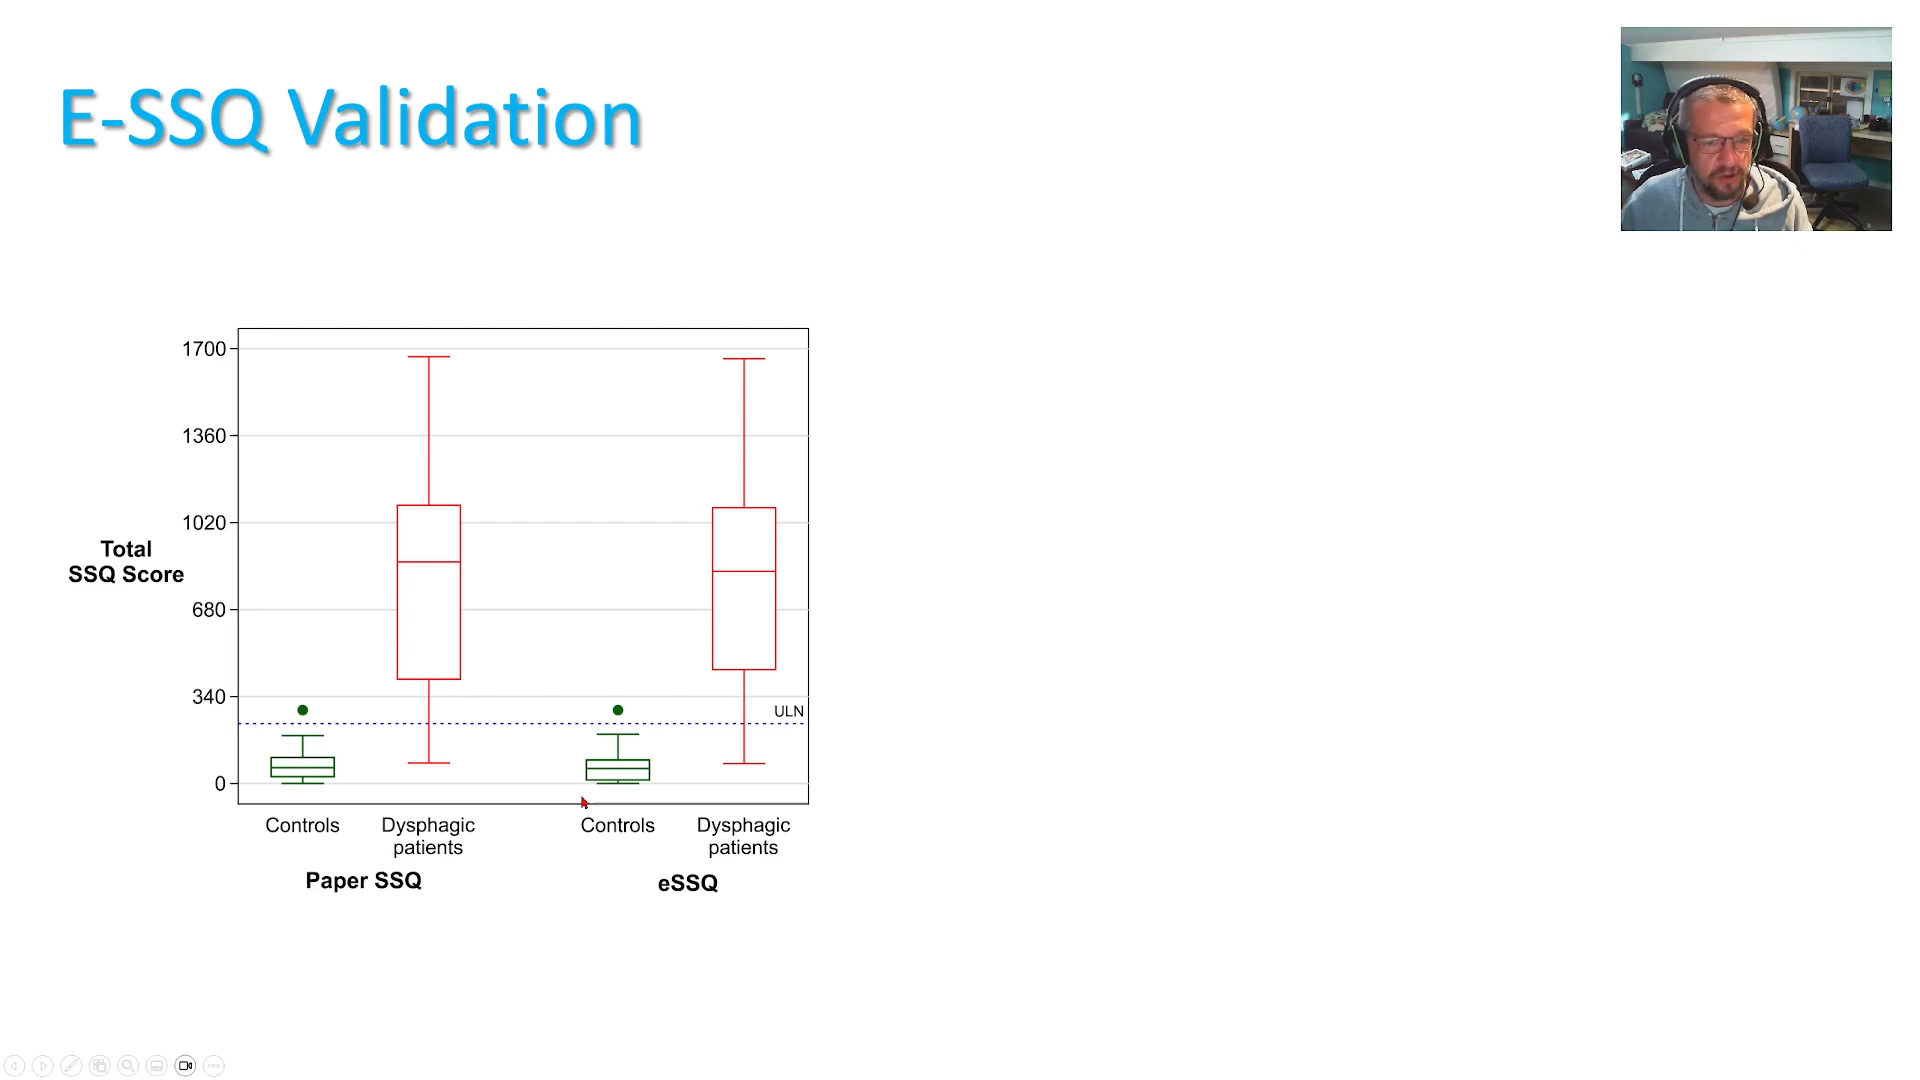 E-SSQ Validation
1700
1360
1020
Total
SSQ Score
680
340
ULN
0
Controls Dysphagic patients Controls Dysphagic patients
Paper SSQ eSSQ